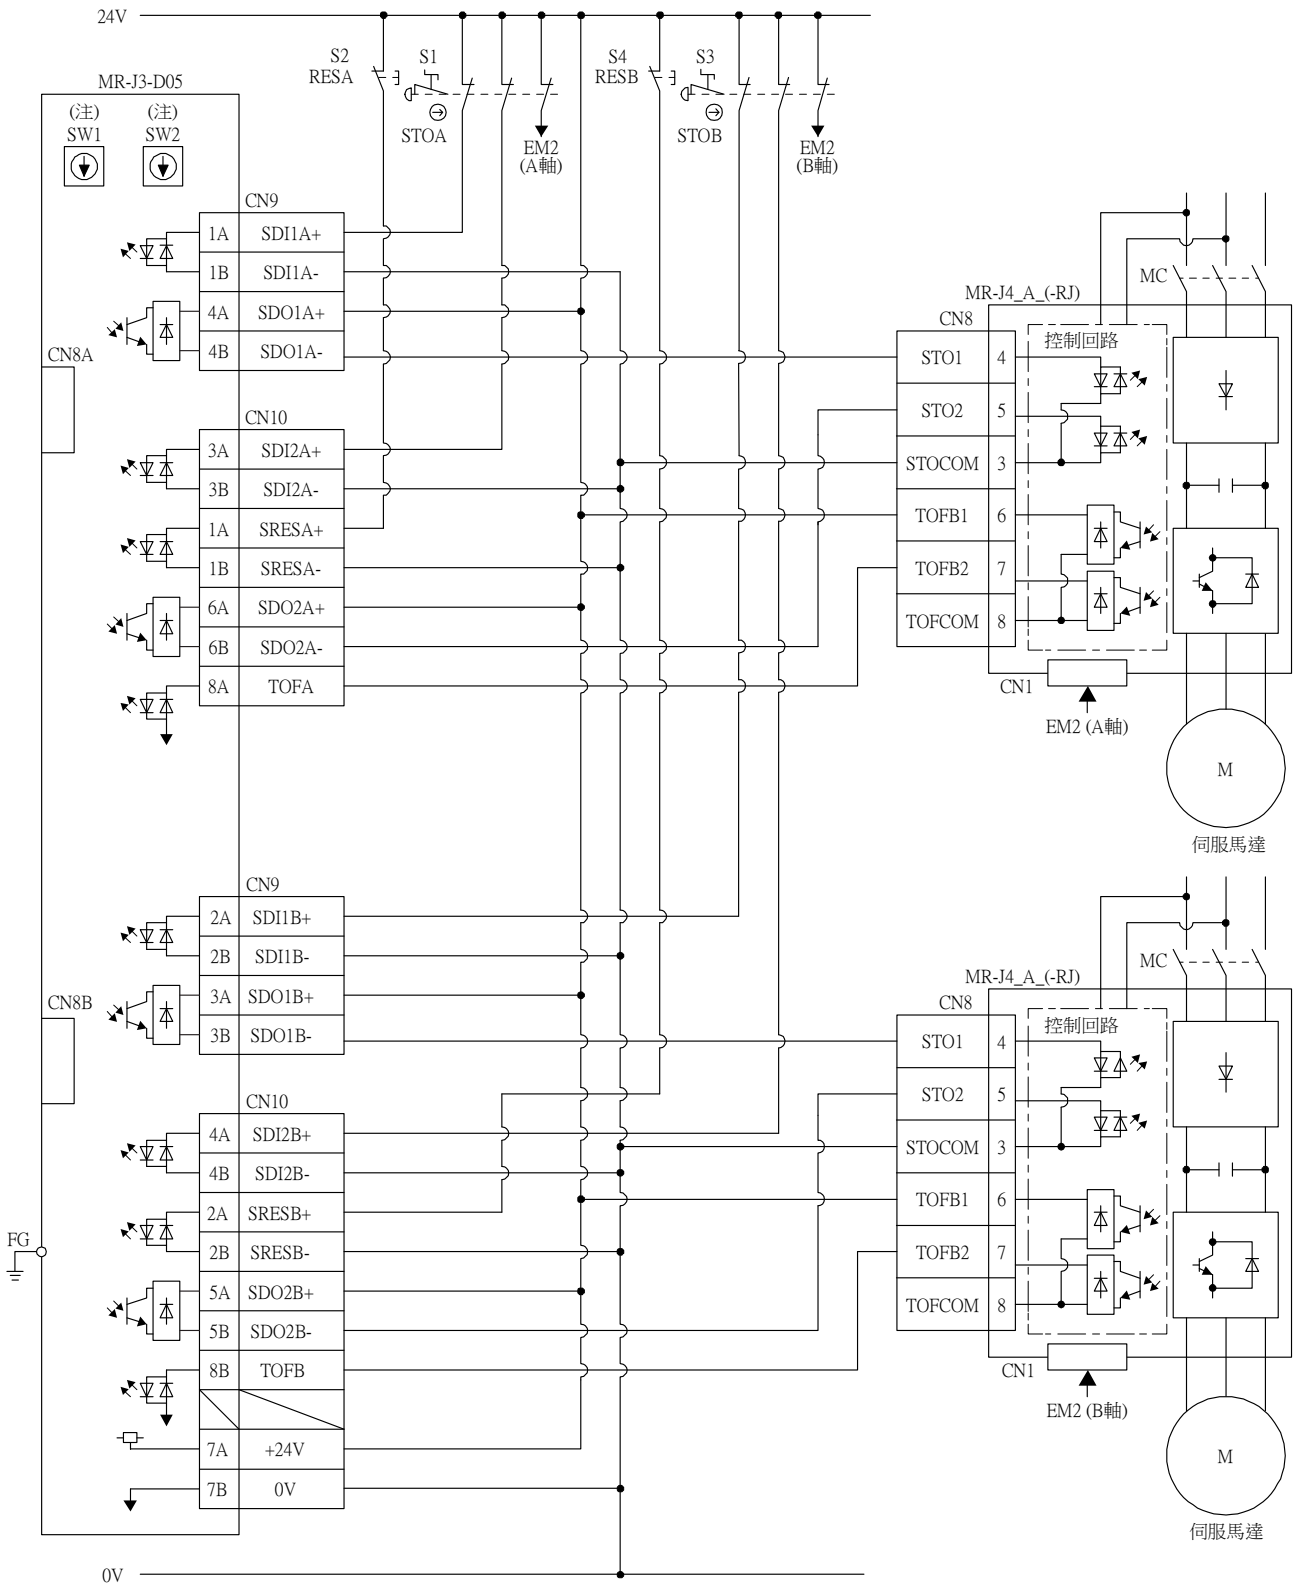 24V
S2
RESA
S1
STOA
EM2
(A軸)
S4
RESB
S3
STOB
EM2
(B軸)
MR-J3-D05
(注)
SW1
(注)
SW2
CN9
1A SDI1A+
1B SDI1A-
4A SDO1A+
4B SDO1A-
CN8A
CN10
3A SDI2A+
3B SDI2A-
1A SRESA+
1B SRESA-
6A SDO2A+
6B SDO2A-
8A TOFA
MC
MR-J4_A_(-RJ)
CN8
控制回路
STO1 4
STO2 5
STOCOM 3
TOFB1 6
TOFB2 7
TOFCOM 8
CN1
EM2 (A軸)
M
伺服馬達
CN9
2A SDI1B+
2B SDI1B-
3A SDO1B+
3B SDO1B-
CN8B
CN10
4A SDI2B+
4B SDI2B-
2A SRESB+
2B SRESB-
5A SDO2B+
5B SDO2B-
8B TOFB
7A +24V
7B 0V
FG
MC
MR-J4_A_(-RJ)
CN8
控制回路
STO1 4
STO2 5
STOCOM 3
TOFB1 6
TOFB2 7
TOFCOM 8
CN1
EM2 (B軸)
M
伺服馬達
0V